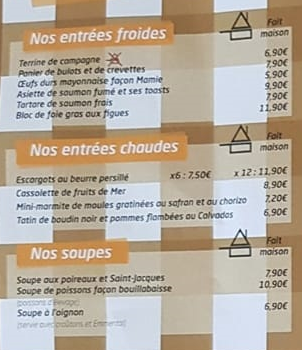 Nos entrées froides
Fait maison
Terrine de campagne 6,90€
Panier de bulots et de crevettes 7,90€
Œufs durs mayonnaise façon Mamie 5,90€
Asiette de saumon fumé et ses toasts 9,90€
Tartare de saumon frais 7,90€
Bloc de foie gras aux figues 11,90€
Nos entrées chaudes
Fait maison
Escargots au beurre persillé x6 : 7,50€ x 12 : 11,90€
Cassolette de fruits de Mer 8,90€
Mini-marmite de moules gratinées au safran et au chorizo 7,20€
Tatin de boudin noir et pommes flambées au Calvados 6,90€
Nos soupes
Fait maison
Soupe aux poireaux et Saint-Jacques 7,90€
Soupe de poissons façon bouillabaisse 10,90€
(poissons d'élevage)
Soupe à l'oignon 6,90€
(servie avec croûtons et Emmental)